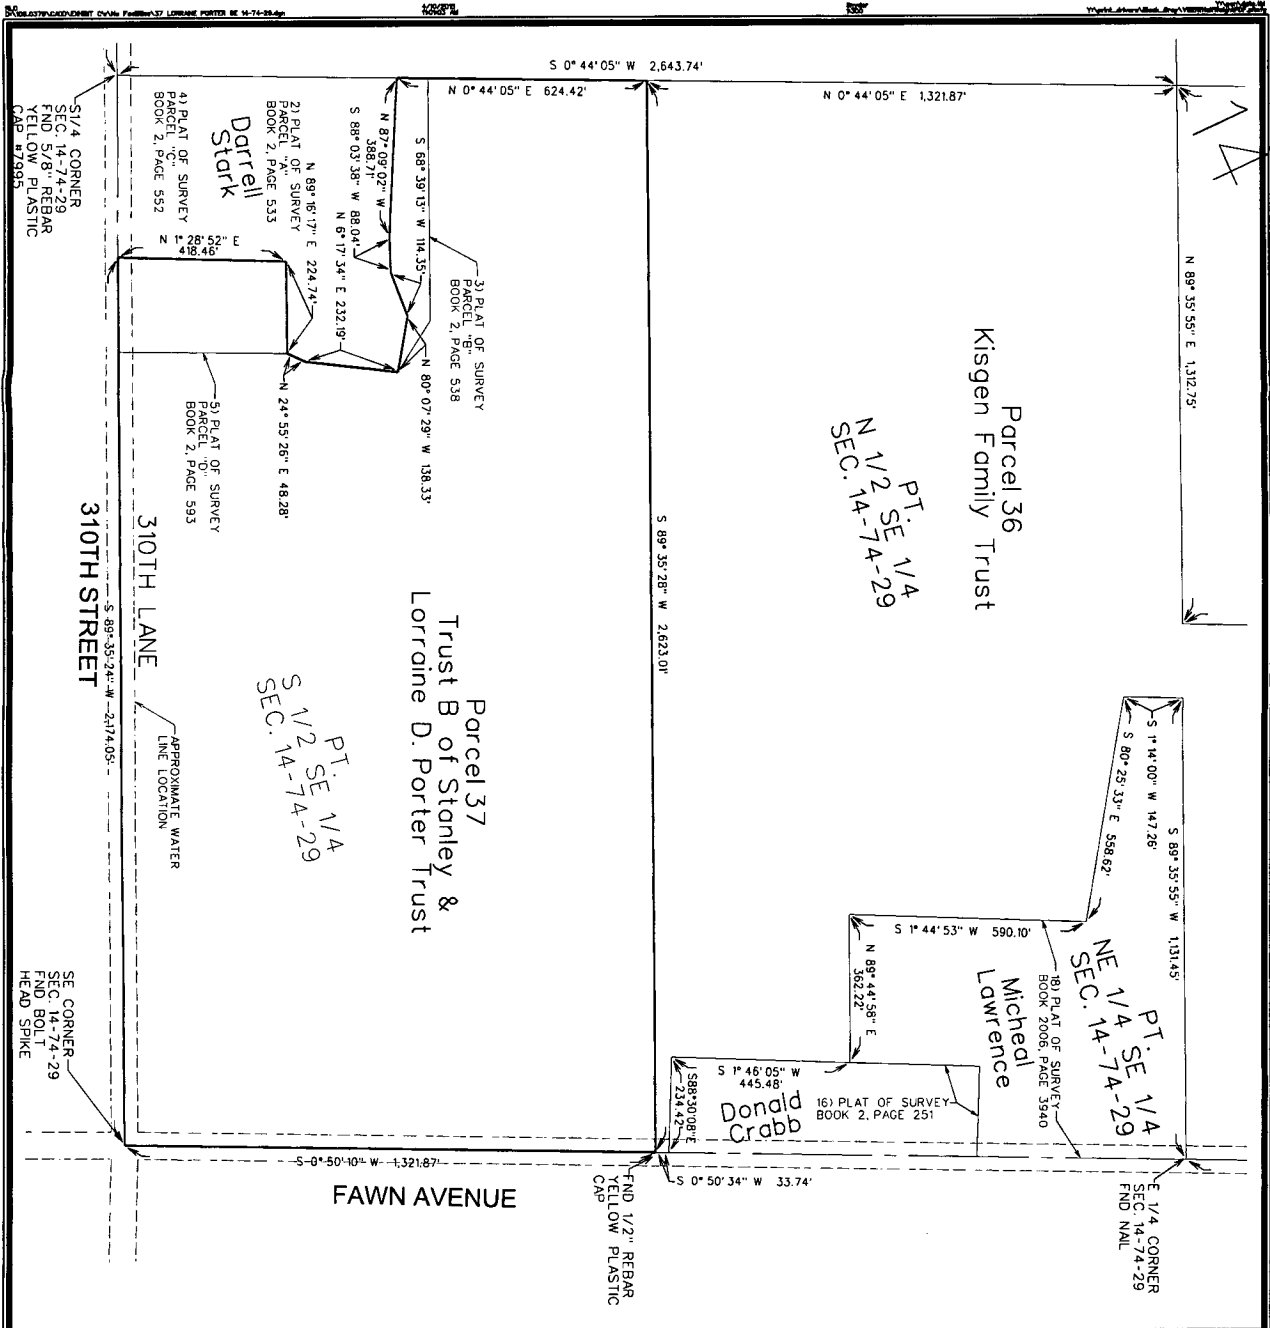 14
S 0° 44' 05" W 2,643.74'
N 0° 44' 05" E 624.42'
N 0° 44' 05" E 1,321.87'
N 89° 35' 55" E 1,312.75'
Parcel 36
Kisgen Family Trust
PT.
N 1/2 SE 1/4
SEC. 14-74-29
S 1° 14' 00" W 147.26'
S 80° 25' 33" E 558.62'
S 89° 35' 55" W 1,131.45'
S 1° 44' 53" W 590.10'
N 89° 44' 58" E
362.22'
PT.
NE 1/4 SE 1/4
SEC. 14-74-29
18) PLAT OF SURVEY
BOOK 2006, PAGE 3940
Micheal
Lawrence
S 1° 46' 05" W
445.48'
16) PLAT OF SURVEY
BOOK 2, PAGE 251
Donald
Crabb
S88°30'08"E
234.42'
S 0° 50' 34" W 33.74'
E 1/4 CORNER
SEC. 14-74-29
FND NAIL
S 89° 35' 28" W 2,623.01'
FND 1/2" REBAR
YELLOW PLASTIC
CAP
N 87° 09' 02" W
388.71'
S 88° 03' 38" W 88.04'
S 68° 39' 13" W 114.35'
N 80° 07' 29" W 138.33'
3) PLAT OF SURVEY
PARCEL "B"
BOOK 2, PAGE 538
N 6° 17' 34" E 232.19'
N 89° 16' 17" E 224.74'
2) PLAT OF SURVEY
PARCEL "A"
BOOK 2, PAGE 533
Darrell
Stark
4) PLAT OF SURVEY
PARCEL "C"
BOOK 2, PAGE 552
N 1° 28' 52" E
418.46'
N 24° 55' 26" E 48.28'
5) PLAT OF SURVEY
PARCEL "D"
BOOK 2, PAGE 593
Parcel 37
Trust B of Stanley &
Lorraine D. Porter Trust
PT.
S 1/2 SE 1/4
SEC. 14-74-29
APPROXIMATE WATER
LINE LOCATION
310TH LANE
S 89° 35' 24" W 2,174.05'
310TH STREET
S1/4 CORNER
SEC. 14-74-29
FND 5/8" REBAR
YELLOW PLASTIC
CAP #7995
SE CORNER
SEC. 14-74-29
FND BOLT
HEAD SPIKE
S 0° 50' 10" W 1,321.87'
FAWN AVENUE